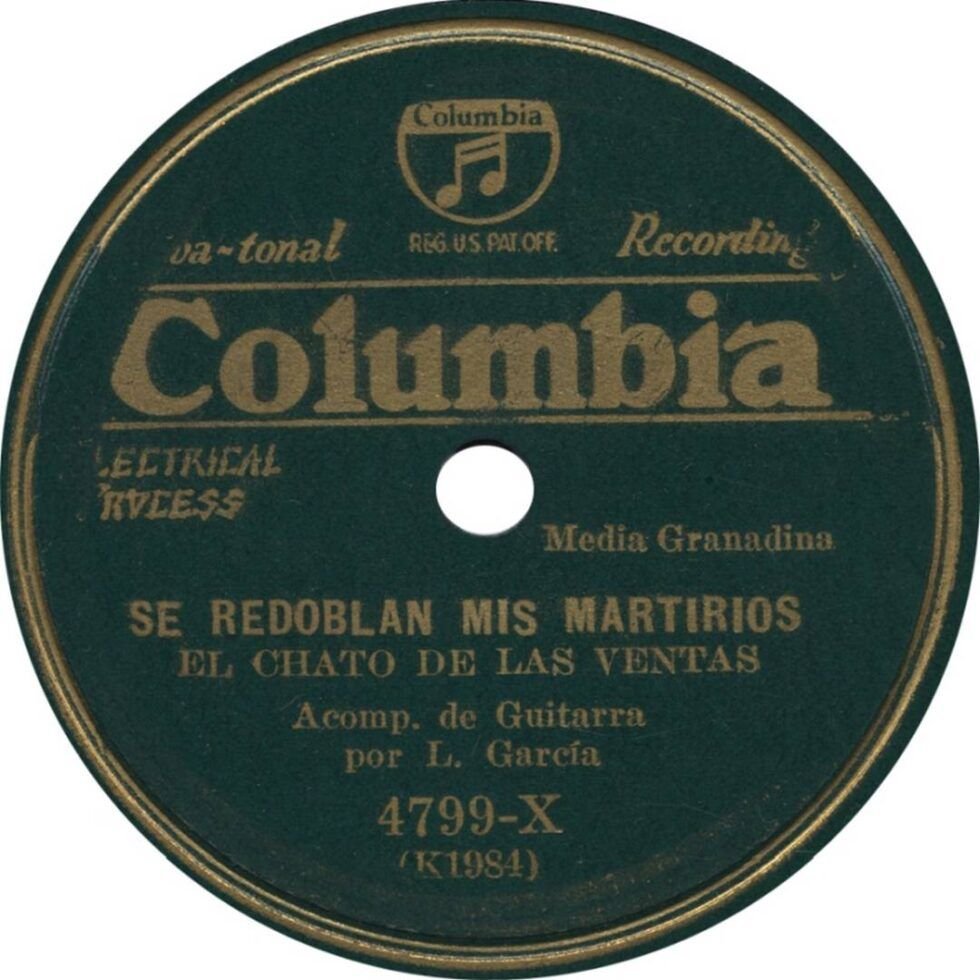 Columbia
REG. U.S. PAT. OFF.
va-tonal Recording
Columbia
LECTRICAL
PROCESS
Media Granadina
SE REDOBLAN MIS MARTIRIOS
EL CHATO DE LAS VENTAS
Acomp. de Guitarra
por L. García
4799-X
(K1984)